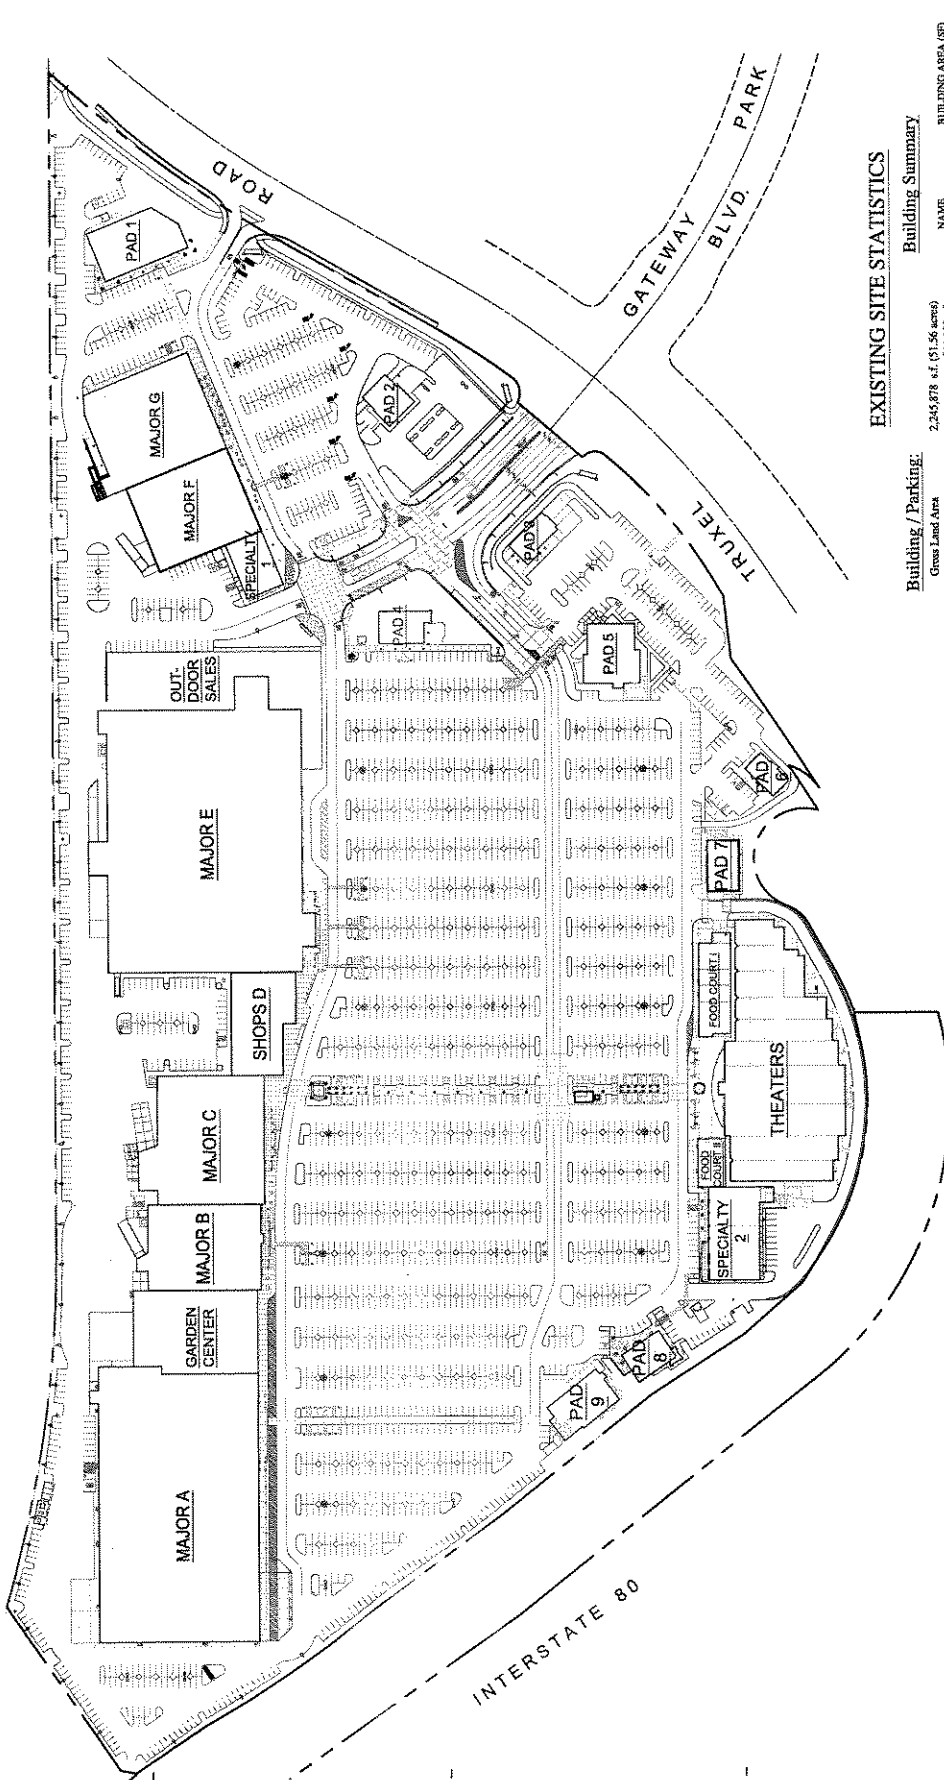 ROAD
PAD 1
MAJOR G
MAJOR F
SPECIALTY
1
PAD 2
GATEWAY PARK
BLVD.
TRUXEL
PAD 3
PAD 4
PAD 5
PAD
6
PAD 7
OUT-
DOOR
SALES
MAJOR E
SHOPS D
MAJOR C
MAJOR B
GARDEN
CENTER
MAJOR A
FOOD COURT I
THEATERS
FOOD
COURT II
SPECIALTY
2
PAD
8
PAD
9
INTERSTATE 80
EXISTING SITE STATISTICS
Building / Parking:
Gross Land Area
2,245,878 s.f. (51.56 acres)
Building Summary
NAME
BUILDING AREA (SF)